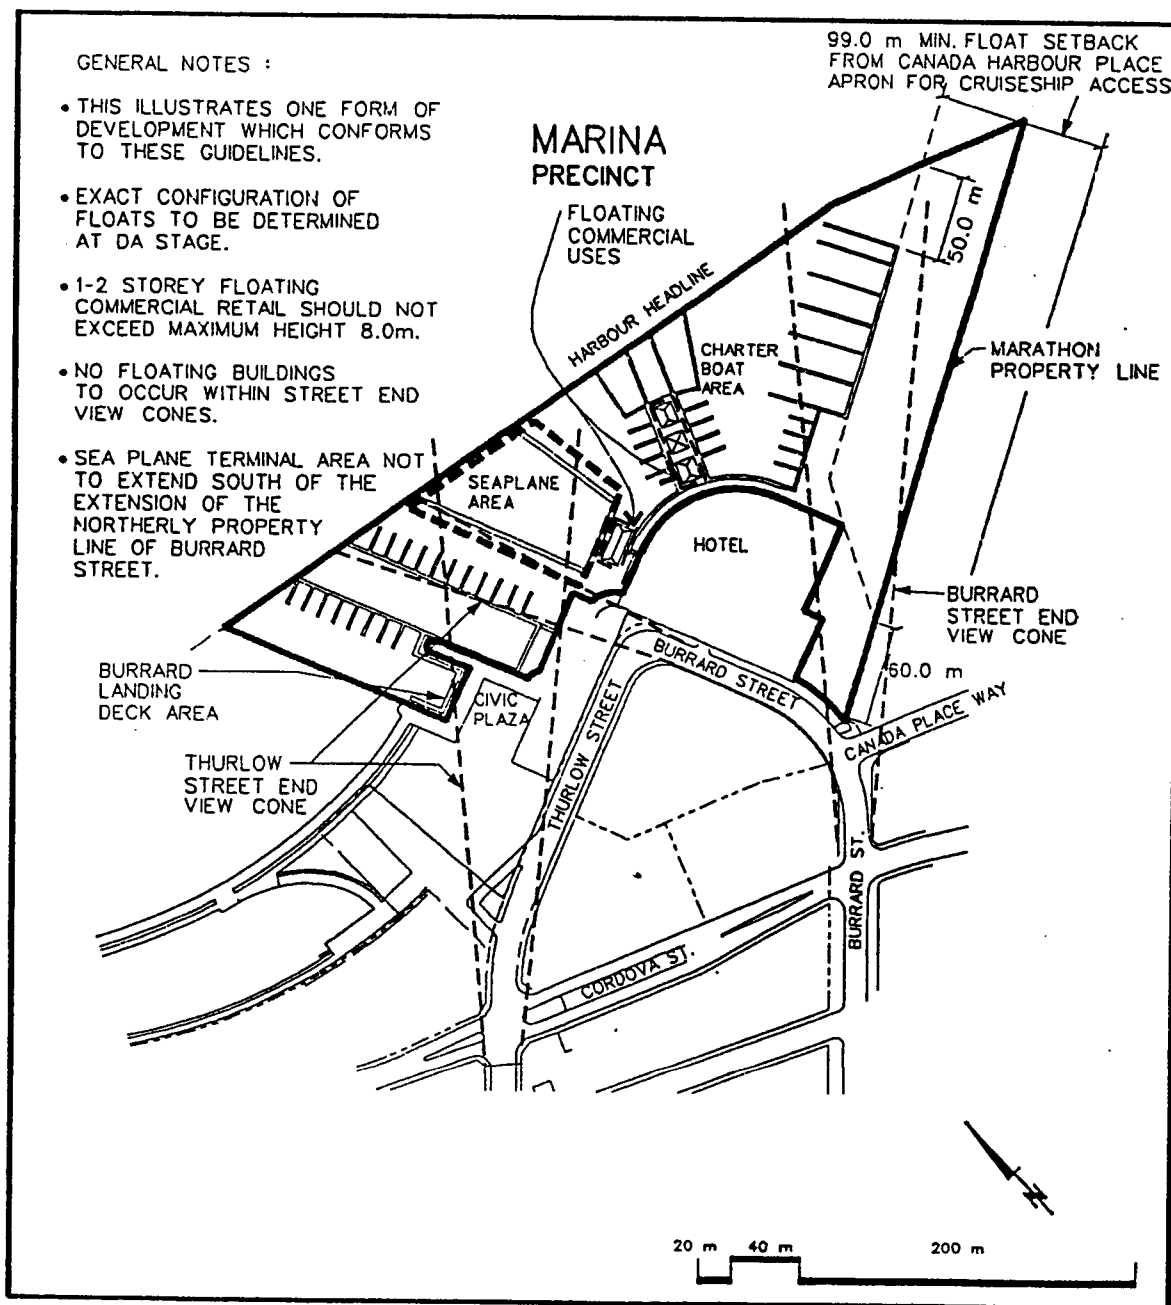 GENERAL NOTES :
• THIS ILLUSTRATES ONE FORM OF
DEVELOPMENT WHICH CONFORMS
TO THESE GUIDELINES.
• EXACT CONFIGURATION OF
FLOATS TO BE DETERMINED
AT DA STAGE.
• 1-2 STOREY FLOATING
COMMERCIAL RETAIL SHOULD NOT
EXCEED MAXIMUM HEIGHT 8.0m.
• NO FLOATING BUILDINGS
TO OCCUR WITHIN STREET END
VIEW CONES.
• SEA PLANE TERMINAL AREA NOT
TO EXTEND SOUTH OF THE
EXTENSION OF THE
NORTHERLY PROPERTY
LINE OF BURRARD
STREET.
99.0 m MIN. FLOAT SETBACK
FROM CANADA HARBOUR PLACE
APRON FOR CRUISESHIP ACCESS
MARINA
PRECINCT
FLOATING
COMMERCIAL
USES
50.0 m
HARBOUR HEADLINE
CHARTER
BOAT
AREA
MARATHON
PROPERTY LINE
SEAPLANE
AREA
HOTEL
BURRARD
STREET END
VIEW CONE
BURRARD STREET
60.0 m
BURRARD
LANDING
DECK AREA
CIVIC
PLAZA
CANADA PLACE WAY
THURLOW
STREET END
VIEW CONE
THURLOW STREET
BURRARD ST.
CORDOVA ST.
N
20 m
40 m
200 m